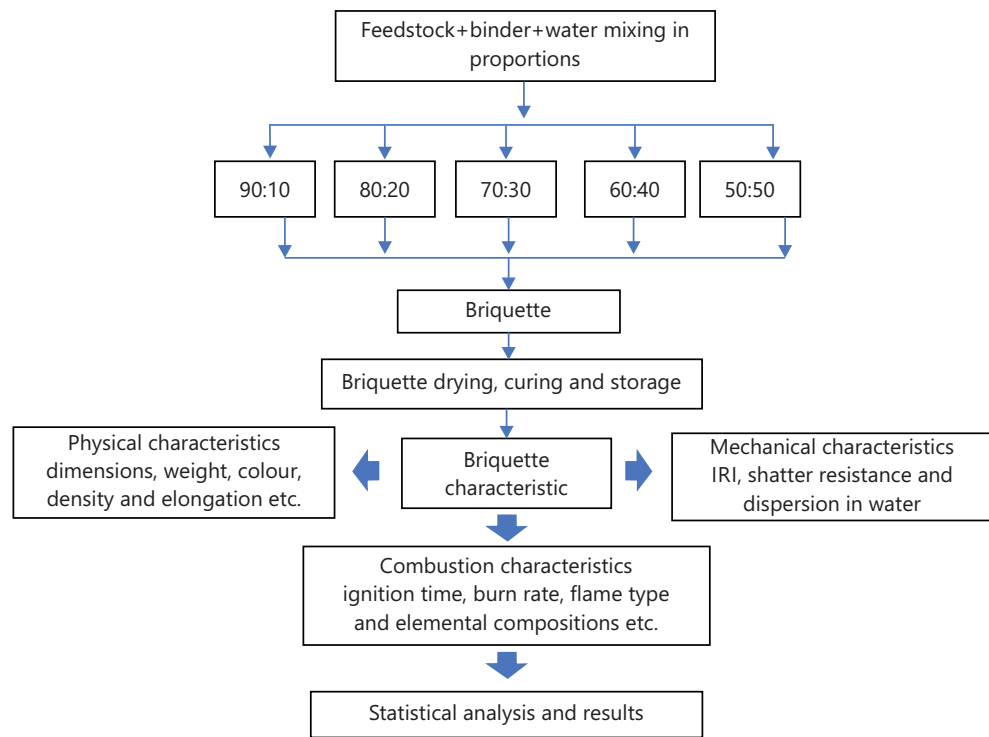 Feedstock+binder+water mixing in
proportions
90:10
80:20
70:30
60:40
50:50
Briquette
Briquette drying, curing and storage
Physical characteristics
dimensions, weight, colour,
density and elongation etc.
Briquette
characteristic
Mechanical characteristics
IRI, shatter resistance and
dispersion in water
Combustion characteristics
ignition time, burn rate, flame type
and elemental compositions etc.
Statistical analysis and results